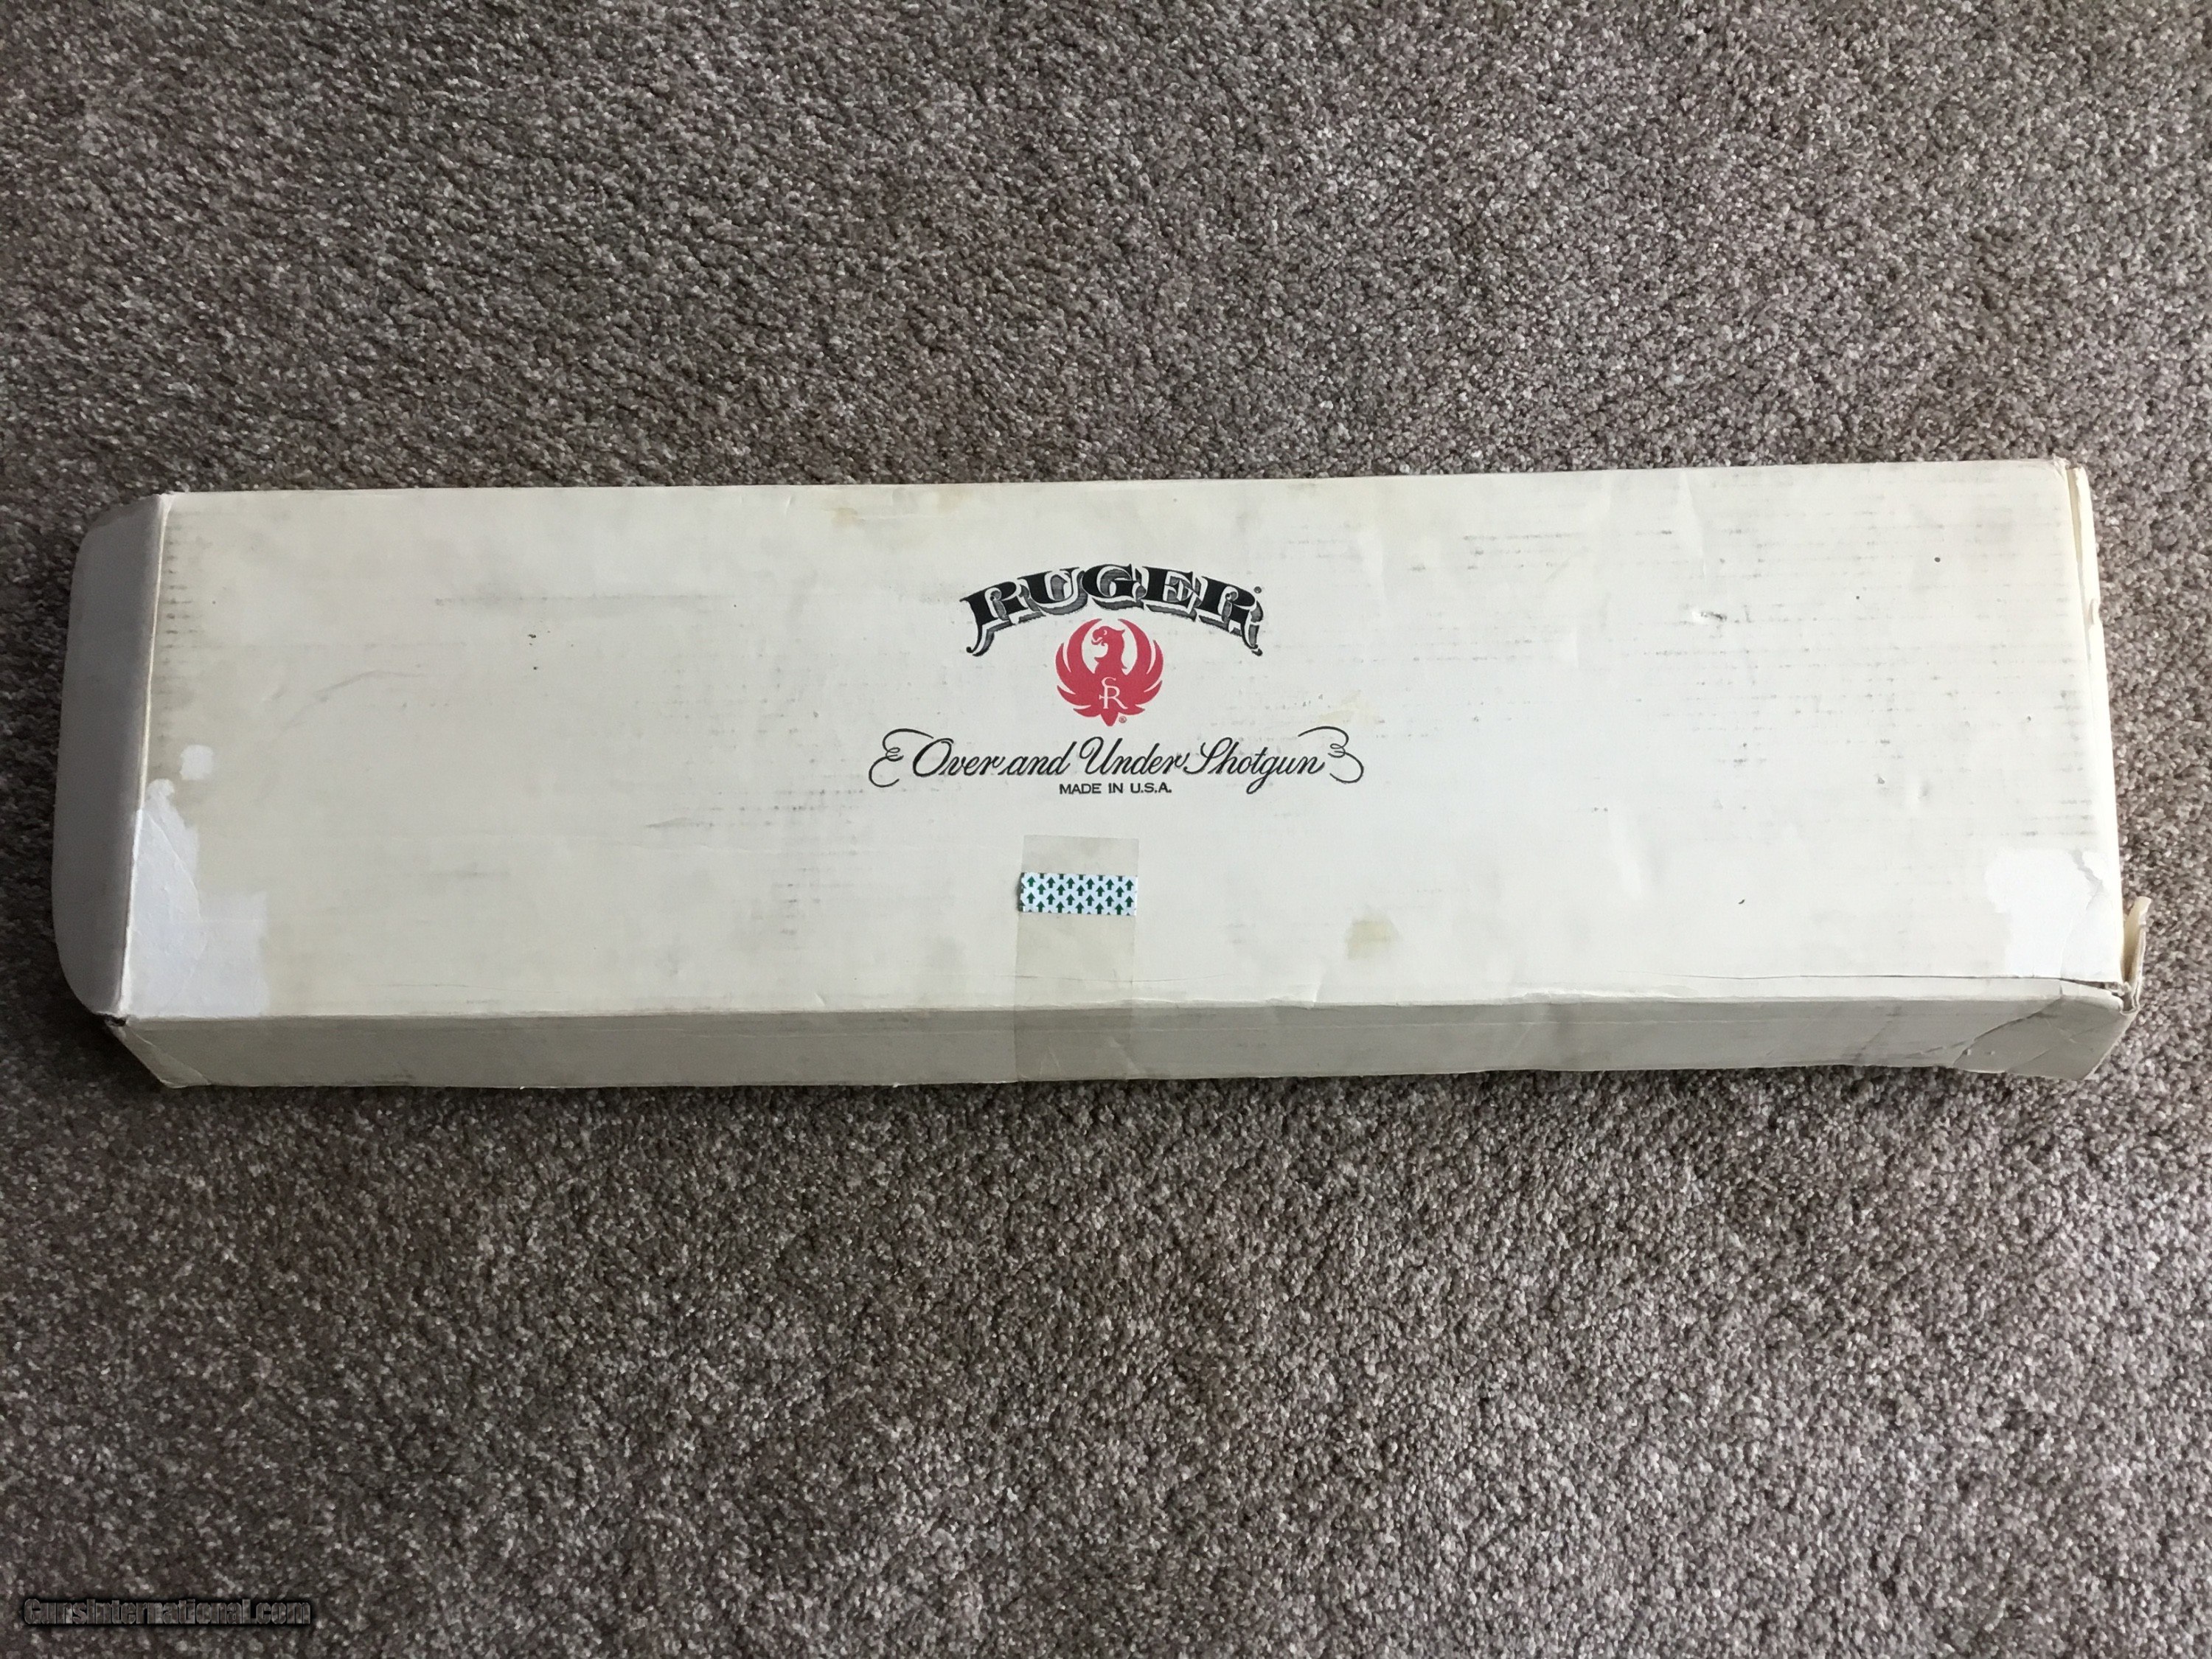 RUGER®
SR®
Over and Under Shotgun
MADE IN U.S.A.
GunsInternational.com